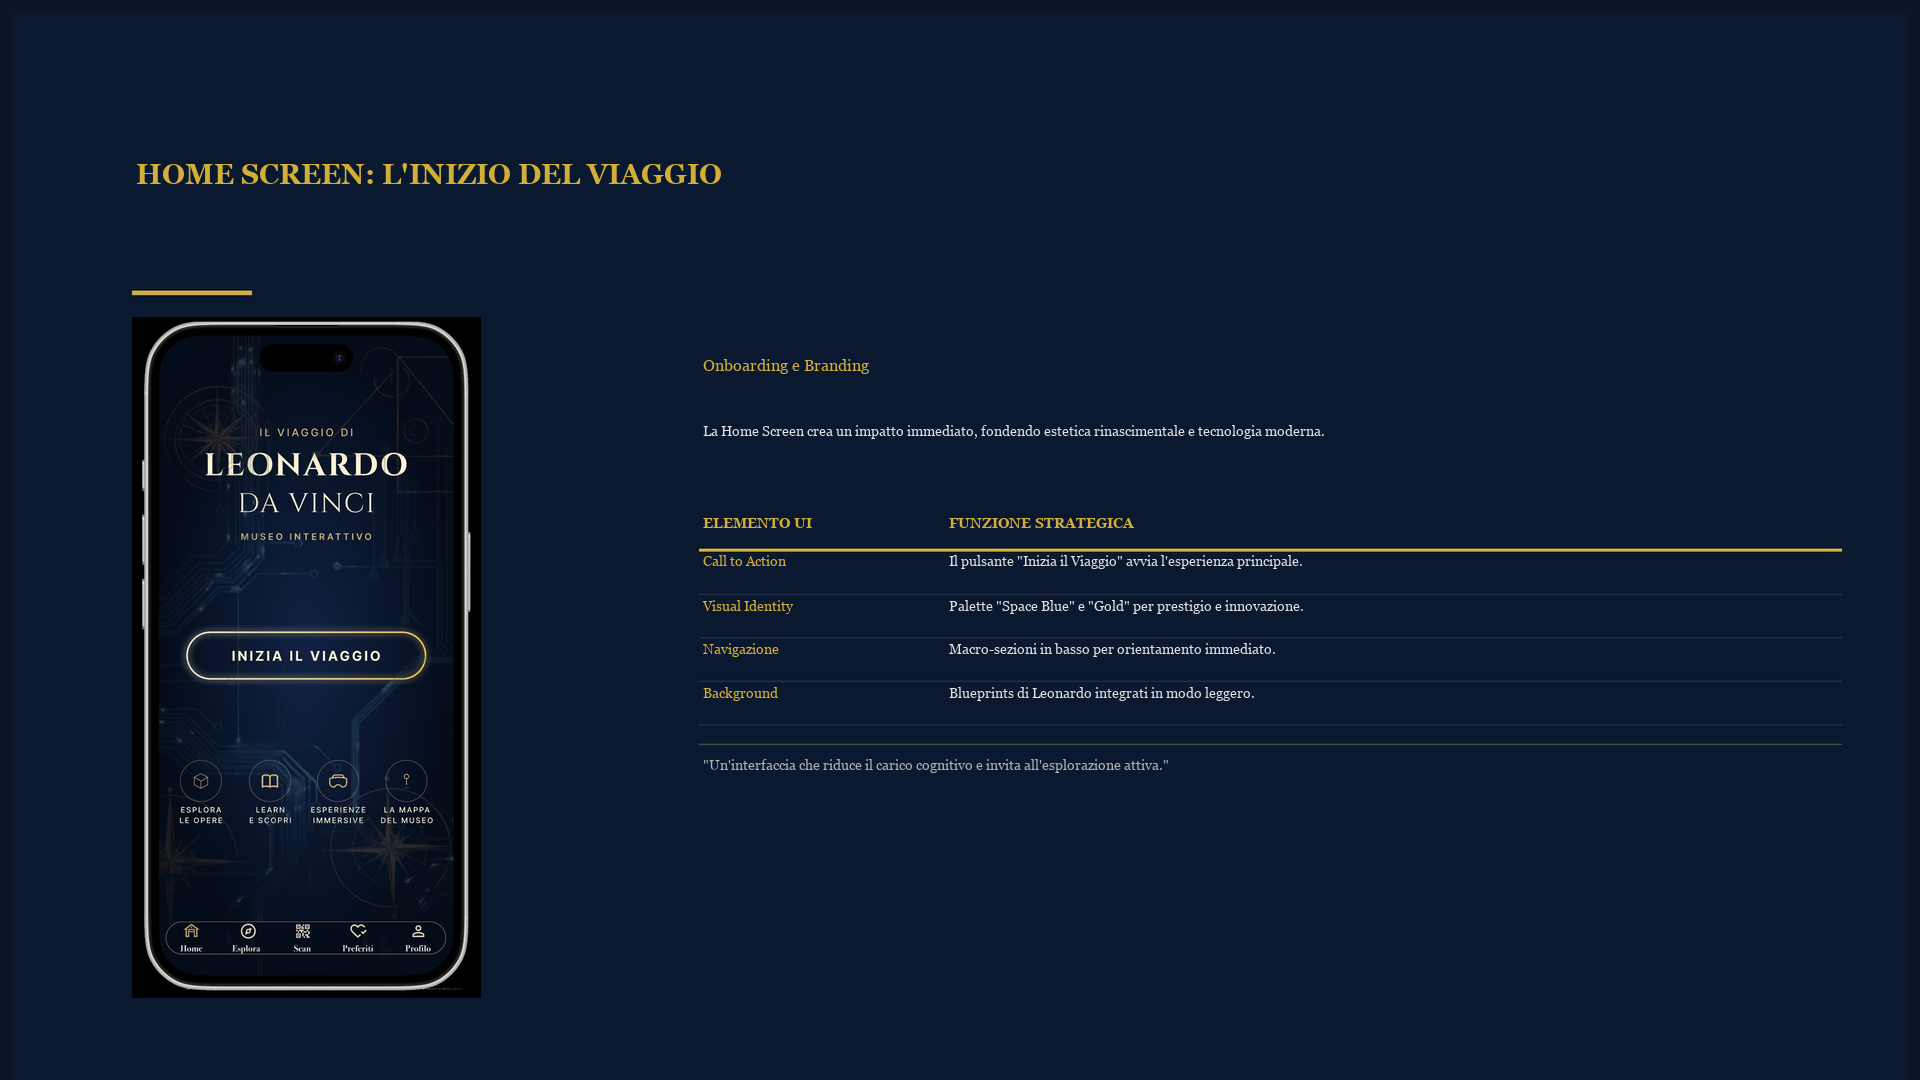 HOME SCREEN: L'INIZIO DEL VIAGGIO
IL VIAGGIO DI
LEONARDO
DA VINCI
MUSEO INTERATTIVO
INIZIA IL VIAGGIO
ESPLORA
LE OPERE
LEARN
E SCOPRI
ESPERIENZE
IMMERSIVE
LA MAPPA
DEL MUSEO
Home Esplora Scan Preferiti Profilo
Onboarding e Branding
La Home Screen crea un impatto immediato, fondendo estetica rinascimentale e tecnologia moderna.
ELEMENTO UI FUNZIONE STRATEGICA
Call to Action Il pulsante "Inizia il Viaggio" avvia l'esperienza principale.
Visual Identity Palette "Space Blue" e "Gold" per prestigio e innovazione.
Navigazione Macro-sezioni in basso per orientamento immediato.
Background Blueprints di Leonardo integrati in modo leggero.
"Un'interfaccia che riduce il carico cognitivo e invita all'esplorazione attiva."